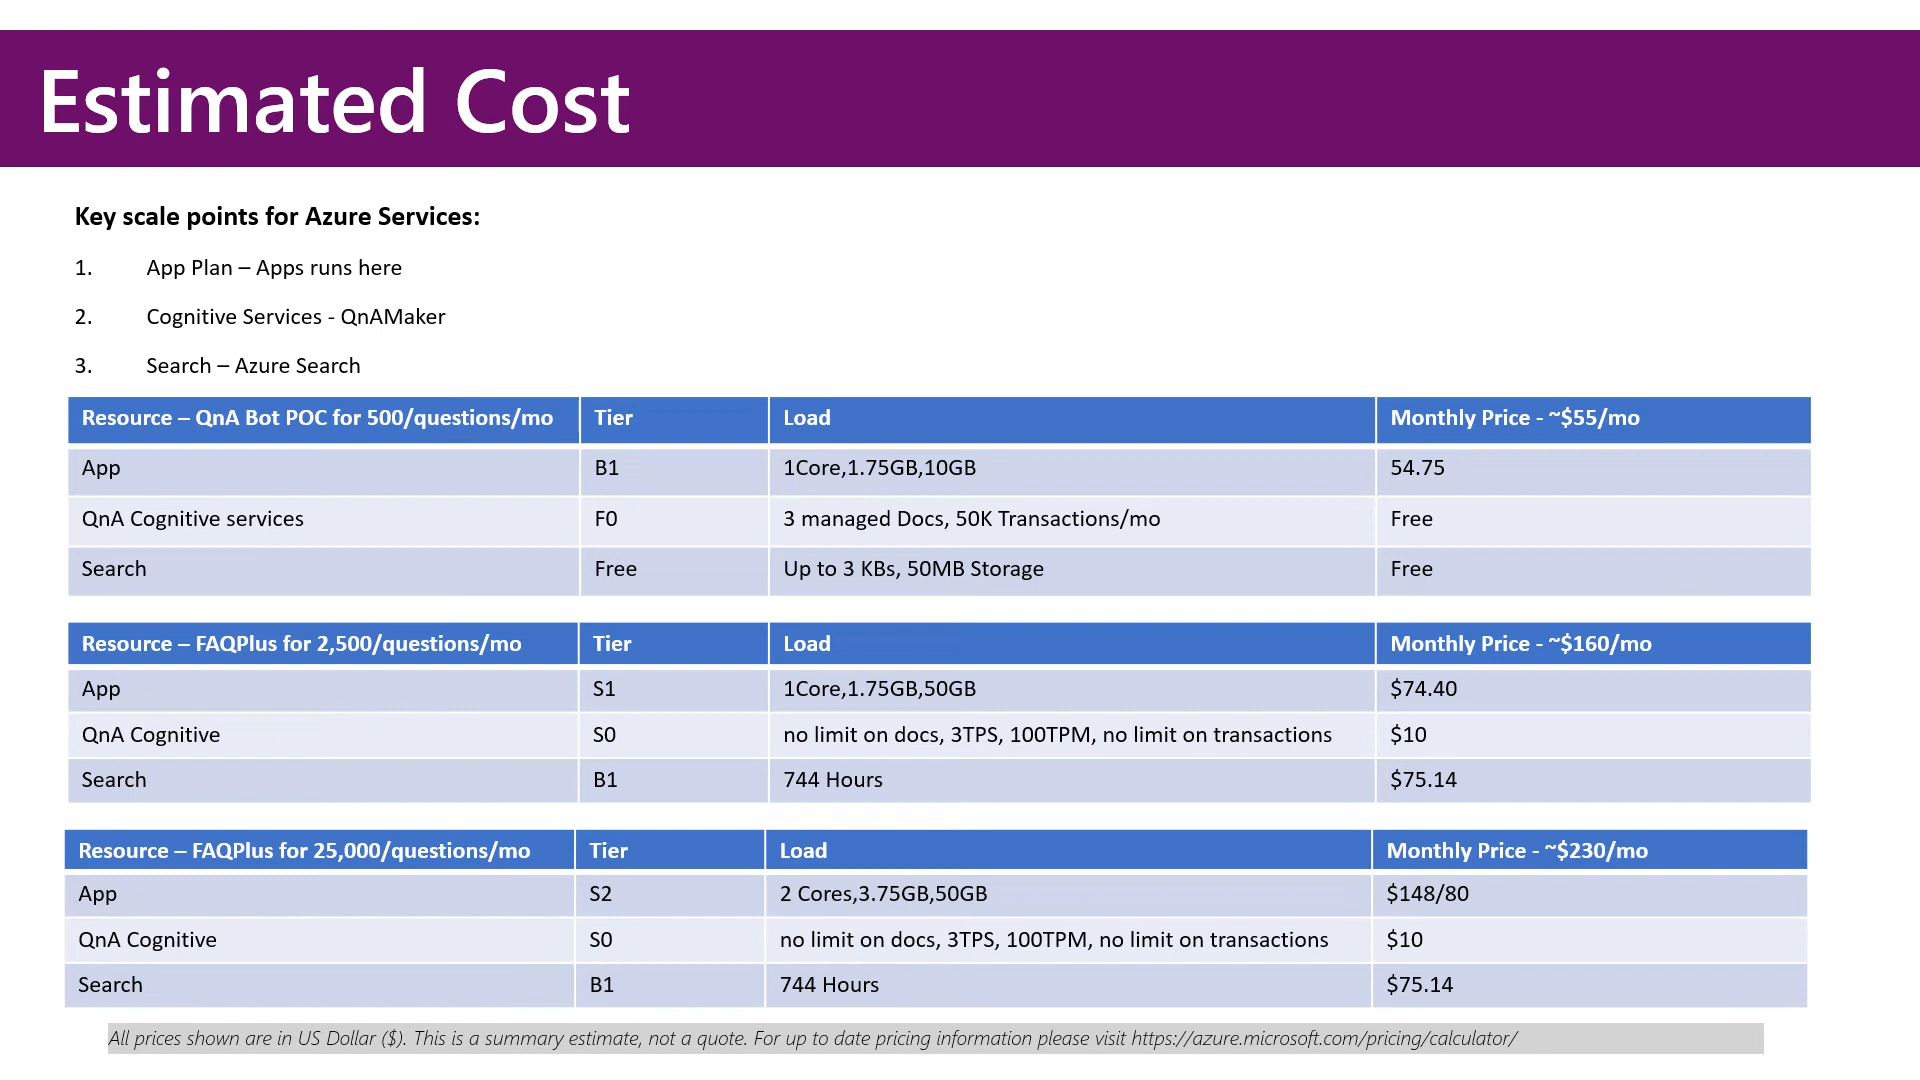 Estimated Cost
Key scale points for Azure Services:
1. App Plan – Apps runs here
2. Cognitive Services - QnAMaker
3. Search – Azure Search
Resource – QnA Bot POC for 500/questions/mo Tier Load Monthly Price - ~$55/mo
App B1 1Core,1.75GB,10GB 54.75
QnA Cognitive services F0 3 managed Docs, 50K Transactions/mo Free
Search Free Up to 3 KBs, 50MB Storage Free
Resource – FAQPlus for 2,500/questions/mo Tier Load Monthly Price - ~$160/mo
App S1 1Core,1.75GB,50GB $74.40
QnA Cognitive S0 no limit on docs, 3TPS, 100TPM, no limit on transactions $10
Search B1 744 Hours $75.14
Resource – FAQPlus for 25,000/questions/mo Tier Load Monthly Price - ~$230/mo
App S2 2 Cores,3.75GB,50GB $148/80
QnA Cognitive S0 no limit on docs, 3TPS, 100TPM, no limit on transactions $10
Search B1 744 Hours $75.14
All prices shown are in US Dollar ($). This is a summary estimate, not a quote. For up to date pricing information please visit https://azure.microsoft.com/pricing/calculator/